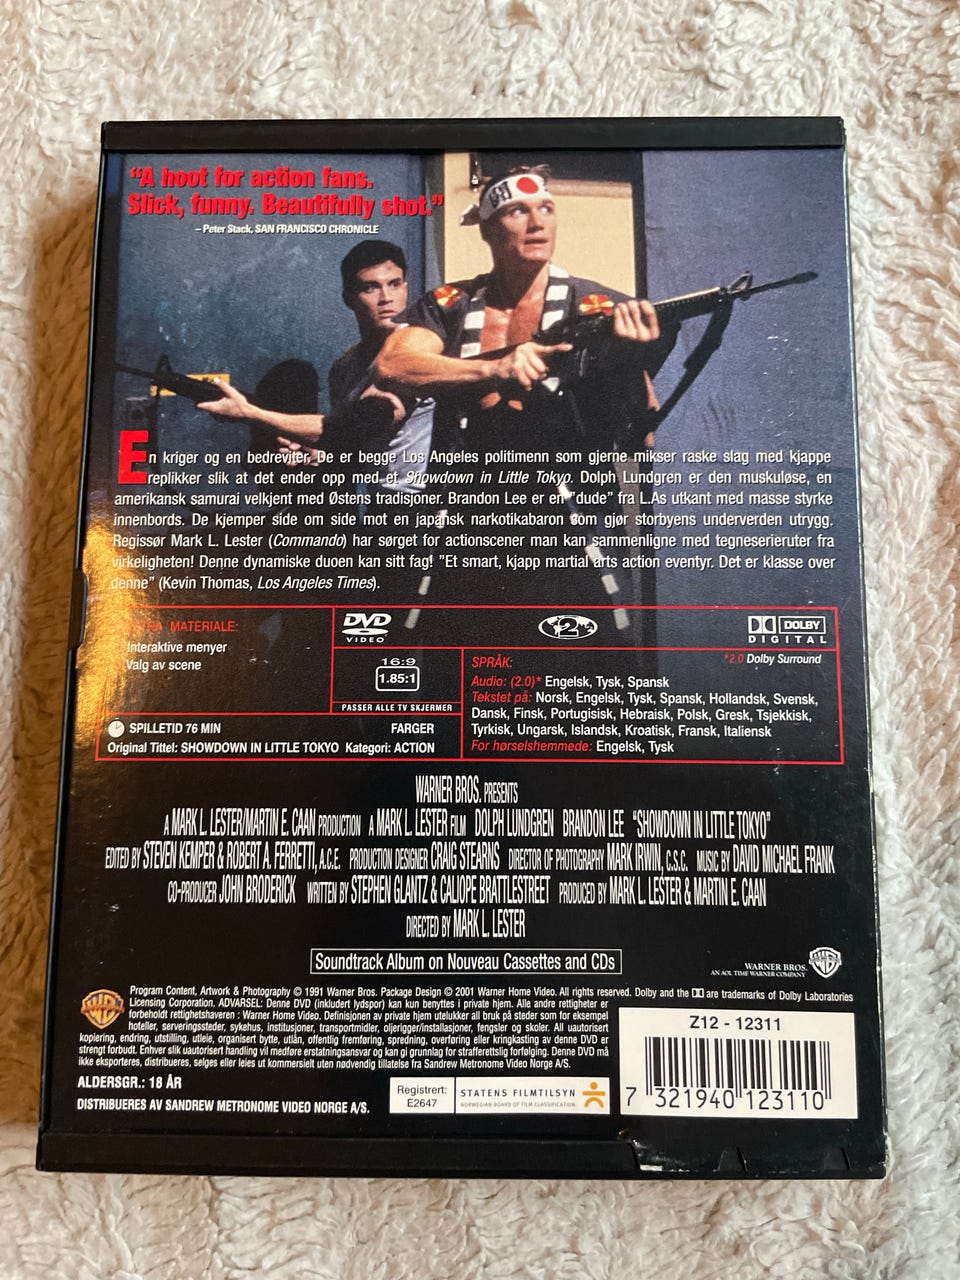 “A hoot for action fans.
Slick, funny. Beautifully shot.”
– Peter Stack, SAN FRANCISCO CHRONICLE
En kriger og en bedreviter. De er begge Los Angeles politimenn som gjerne mikser raske slag med kjappe
replikker slik at det ender opp med et Showdown in Little Tokyo. Dolph Lundgren er den muskuløse, en
amerikansk samurai velkjent med Østens tradisjoner. Brandon Lee er en ”dude” fra L.As utkant med masse styrke
innenbords. De kjemper side om side mot en japansk narkotikabaron som gjør storbyens underverden utrygg.
Regissør Mark L. Lester (Commando) har sørget for actionscener man kan sammenligne med tegneserieruter fra
virkeligheten! Denne dynamiske duoen kan sitt fag! ”Et smart, kjapp martial arts action eventyr. Det er klasse over
denne” (Kevin Thomas, Los Angeles Times).
MATERIALE:
Interaktive menyer
Valg av scene
DVD
VIDEO
2
DOLBY
DIGITAL
*2.0 Dolby Surround
16:9
1.85:1
PASSER ALLE TV SKJERMER
SPRÅK:
Audio: (2.0)* Engelsk, Tysk, Spansk
Tekstet på: Norsk, Engelsk, Tysk, Spansk, Hollandsk, Svensk,
Dansk, Finsk, Portugisisk, Hebraisk, Polsk, Gresk, Tsjekkisk,
Tyrkisk, Ungarsk, Islandsk, Kroatisk, Fransk, Italiensk
For hørselshemmede: Engelsk, Tysk
SPILLETID 76 MIN FARGER
Original Tittel: SHOWDOWN IN LITTLE TOKYO Kategori: ACTION
WARNER BROS. PRESENTS
A MARK L. LESTER/MARTIN E. CAAN PRODUCTION A MARK L. LESTER FILM DOLPH LUNDGREN BRANDON LEE “SHOWDOWN IN LITTLE TOKYO”
EDITED BY STEVEN KEMPER & ROBERT A. FERRETTI, A.C.E. PRODUCTION DESIGNER CRAIG STEARNS DIRECTOR OF PHOTOGRAPHY MARK IRWIN, C.S.C. MUSIC BY DAVID MICHAEL FRANK
CO-PRODUCER JOHN BRODERICK WRITTEN BY STEPHEN GLANTZ & CALIOPE BRATTLESTREET PRODUCED BY MARK L. LESTER & MARTIN E. CAAN
DIRECTED BY MARK L. LESTER
Soundtrack Album on Nouveau Cassettes and CDs
WARNER BROS.
AN AOL TIME WARNER COMPANY
WB
WB
Program Content, Artwork & Photography © 1991 Warner Bros. Package Design © 2001 Warner Home Video. All rights reserved. Dolby and the DD are trademarks of Dolby Laboratories
Licensing Corporation. ADVARSEL: Denne DVD (inkludert lydspor) kan kun benyttes i private hjem. Alle andre rettigheter er
forbeholdt rettighetshaveren : Warner Home Video. Definisjonen av private hjem utelukker all bruk på steder som for eksempel
hoteller, serveringssteder, sykehus, institusjoner, transportmidler, oljerigger/installasjoner, fengsler og skoler. All uautorisert
kopiering, endring, utstilling, utleie, organisert bytte, utlån, offentlig fremføring, spredning, overføring eller kringkasting av denne DVD er
strengt forbudt. Enhver slik uautorisert handling vil medføre erstatningsansvar og kan gi grunnlag for strafferettslig forfølging. Denne DVD må
ikke eksporteres, distribueres, selges eller leies ut kommersielt uten nødvendig tillatelse fra Sandrew Metronome Video Norge A/S.
ALDERSGR.: 18 ÅR
DISTRIBUERES AV SANDREW METRONOME VIDEO NORGE A/S.
Registrert:
E2647
STATENS FILMTILSYN
NORWEGIAN BOARD OF FILM CLASSIFICATION
Z12 - 12311
7 321940 123110